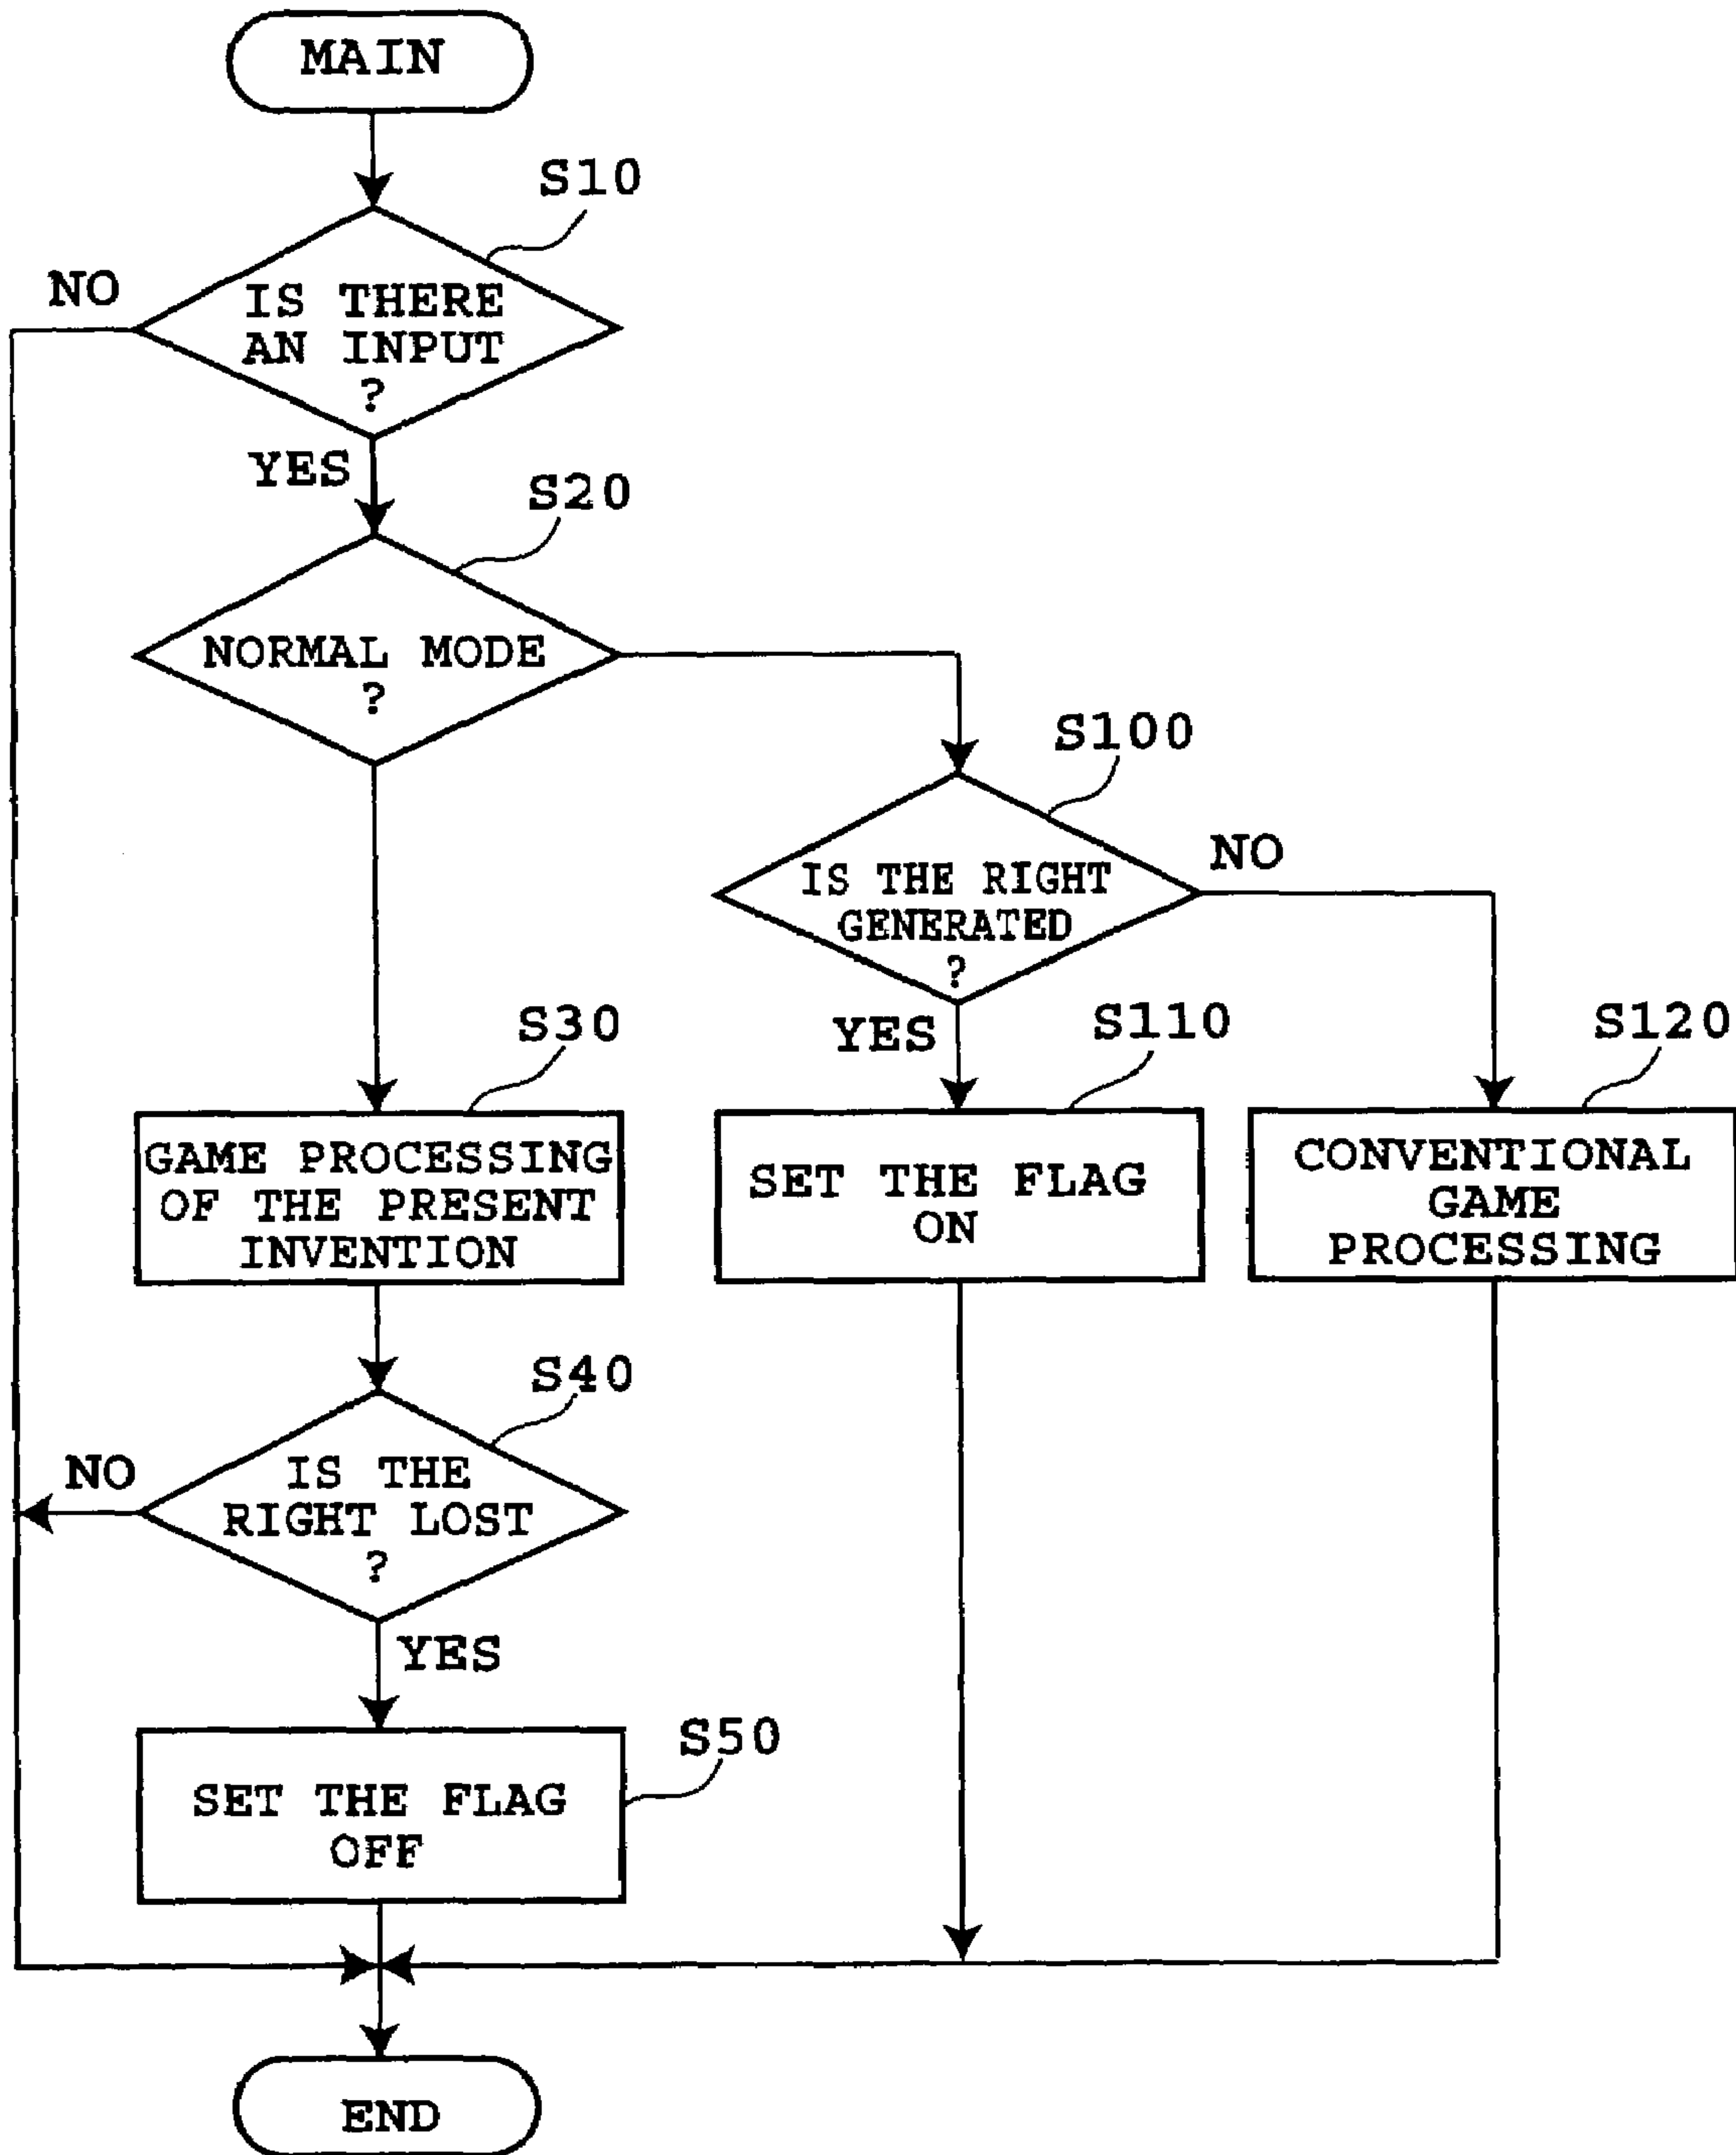 MAIN
S10
NO
IS THERE
AN INPUT
?
YES
S20
NORMAL MODE
?
S100
NO
IS THE RIGHT
GENERATED
?
YES
S30
S110
S120
GAME PROCESSING
OF THE PRESENT
INVENTION
SET THE FLAG
ON
CONVENTIONAL
GAME
PROCESSING
S40
NO
IS THE
RIGHT LOST
?
YES
S50
SET THE FLAG
OFF
END